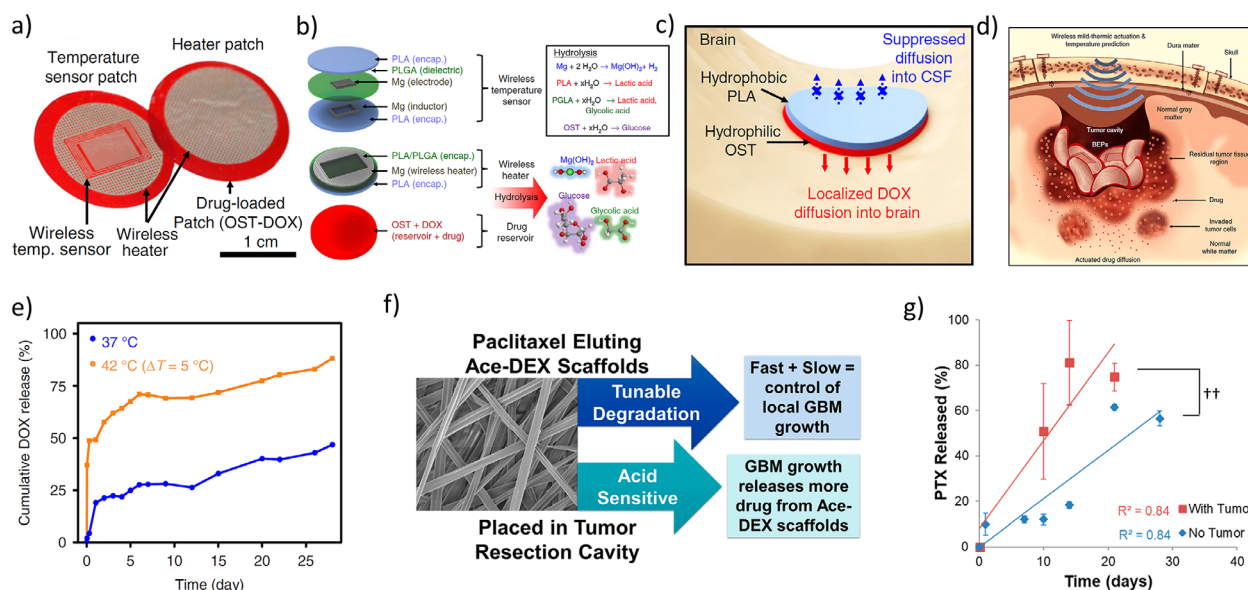 a)
Temperature
sensor patch
Heater patch
Wireless
temp. sensor
Wireless
heater
Drug-loaded
Patch (OST-DOX)
1 cm
b)
PLA (encap.)
PLGA (dielectric)
Mg (electrode)
Mg (inductor)
PLA (encap.)
Wireless
temperature
sensor
PLA/PLGA (encap.)
Mg (wireless heater)
PLA (encap.)
Wireless
heater
Hydrolysis
OST + DOX
(reservoir + drug)
Drug
reservoir
Hydrolysis
Mg + 2 H₂O → Mg(OH)₂+ H₂
PLA + xH₂O → Lactic acid
PGLA + xH₂O → Lactic acid,
Glycolic acid
OST + xH₂O → Glucose
Mg(OH)₂
Lactic acid
Glucose
Glycolic acid
c)
Brain
Suppressed
diffusion
into CSF
Hydrophobic
PLA
Hydrophilic
OST
Localized DOX
diffusion into brain
d)
Wireless mild-thermic actuation
& temperature prediction
Dura mater
Skull
Normal gray
matter
Tumor cavity
BEPs
Residual tumor tissue
region
Drug
Invaded
tumor cells
Normal
white matter
Actuated drug diffusion
e)
Cumulative DOX release (%)
100
75
50
25
0
37 °C
42 °C (ΔT = 5 °C)
0 5 10 15 20 25
Time (day)
f)
Paclitaxel Eluting
Ace-DEX Scaffolds
Tunable
Degradation
Fast + Slow =
control of
local GBM
growth
Acid
Sensitive
GBM growth
releases more
drug from Ace-
DEX scaffolds
Placed in Tumor
Resection Cavity
g)
PTX Released (%)
100
80
60
40
20
0
††
R² = 0.84
With Tumor
R² = 0.84
No Tumor
0 10 20 30 40
Time (days)